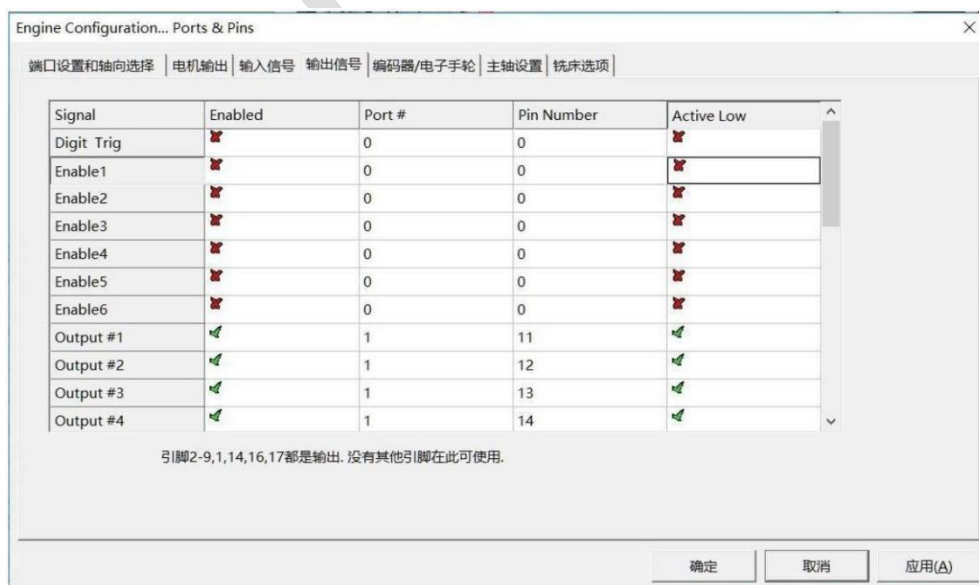 Engine Configuration... Ports & Pins
端口设置和轴向选择 电机输出 输入信号 输出信号 编码器/电子手轮 主轴设置 铣床选项
Signal Enabled Port # Pin Number Active Low
Digit Trig 0 0
Enable1 0 0
Enable2 0 0
Enable3 0 0
Enable4 0 0
Enable5 0 0
Enable6 0 0
Output #1 1 11
Output #2 1 12
Output #3 1 13
Output #4 1 14
引脚2-9,1,14,16,17都是输出. 没有其他引脚在此可使用.
确定 取消 应用(A)